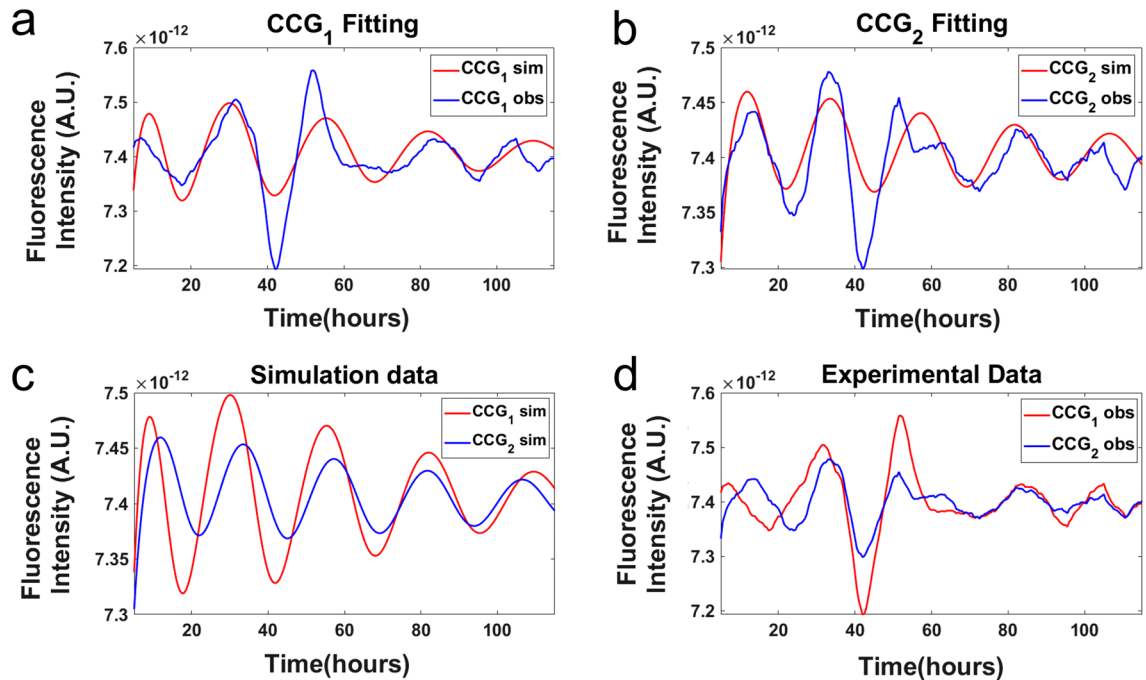 a
CCG1 Fitting
×10-12
7.6
7.5
7.4
7.3
7.2
CCG1 sim
CCG1 obs
20 40 60 80 100
Time(hours)
Fluorescence
Intensity (A.U.)
b
CCG2 Fitting
×10-12
7.5
7.45
7.4
7.35
7.3
CCG2 sim
CCG2 obs
20 40 60 80 100
Time(hours)
Fluorescence
Intensity (A.U.)
c
Simulation data
×10-12
7.5
7.45
7.4
7.35
7.3
CCG1 sim
CCG2 sim
20 40 60 80 100
Time(hours)
Fluorescence
Intensity (A.U.)
d
Experimental Data
×10-12
7.6
7.5
7.4
7.3
7.2
CCG1 obs
CCG2 obs
20 40 60 80 100
Time(hours)
Fluorescence
Intensity (A.U.)